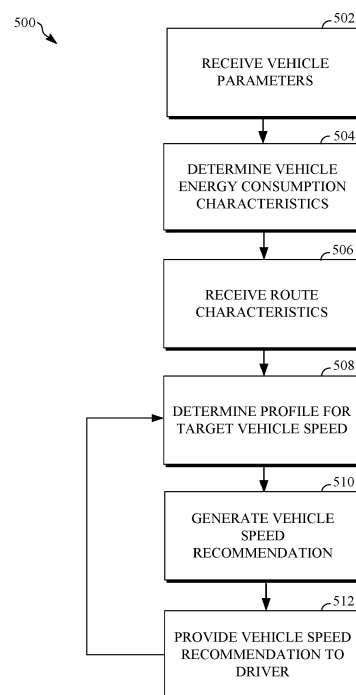 500
502
RECEIVE VEHICLE
PARAMETERS
504
DETERMINE VEHICLE
ENERGY CONSUMPTION
CHARACTERISTICS
506
RECEIVE ROUTE
CHARACTERISTICS
508
DETERMINE PROFILE FOR
TARGET VEHICLE SPEED
510
GENERATE VEHICLE
SPEED
RECOMMENDATION
512
PROVIDE VEHICLE SPEED
RECOMMENDATION TO
DRIVER